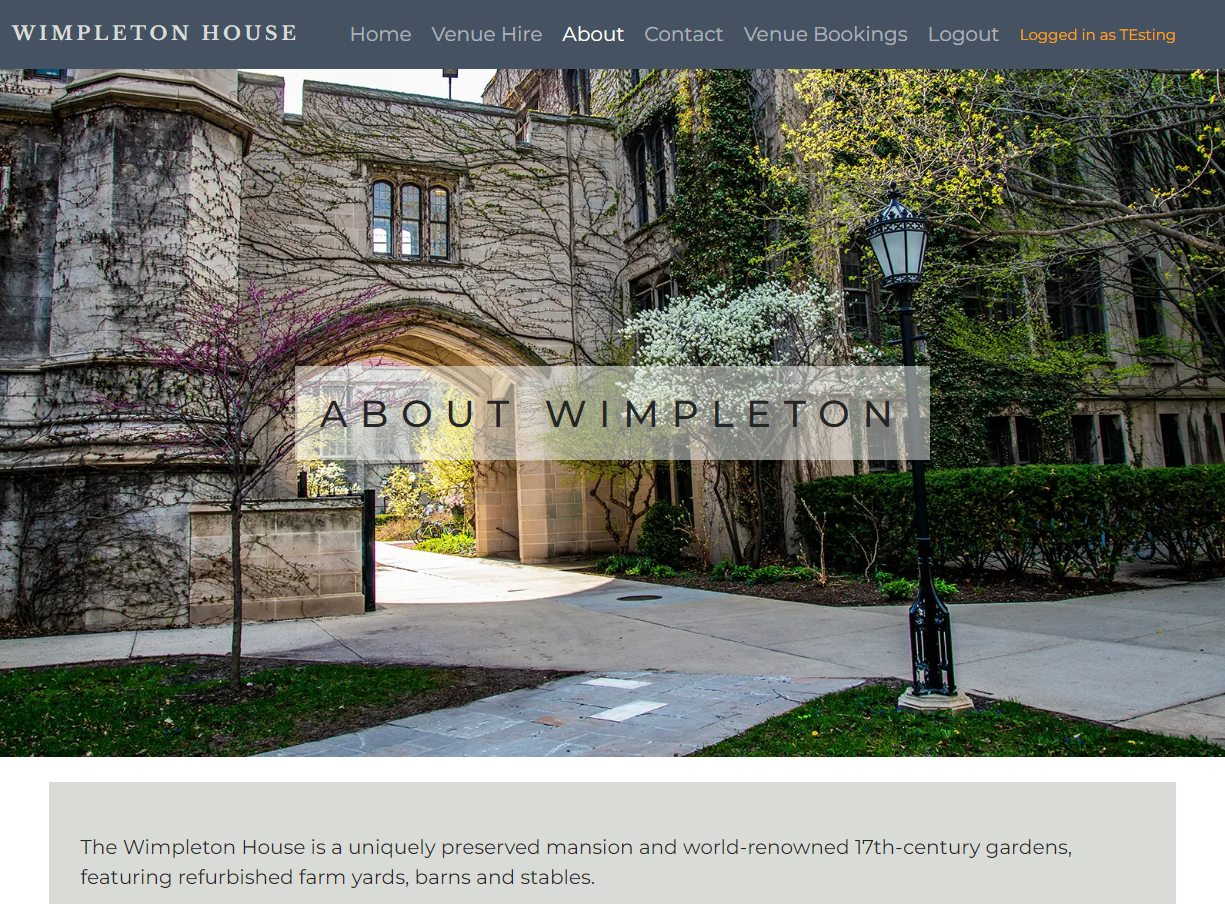 WIMPLETON HOUSE
Home Venue Hire About Contact Venue Bookings Logout Logged in as TEsting
ABOUT WIMPLETON
The Wimpleton House is a uniquely preserved mansion and world-renowned 17th-century gardens,
featuring refurbished farm yards, barns and stables.